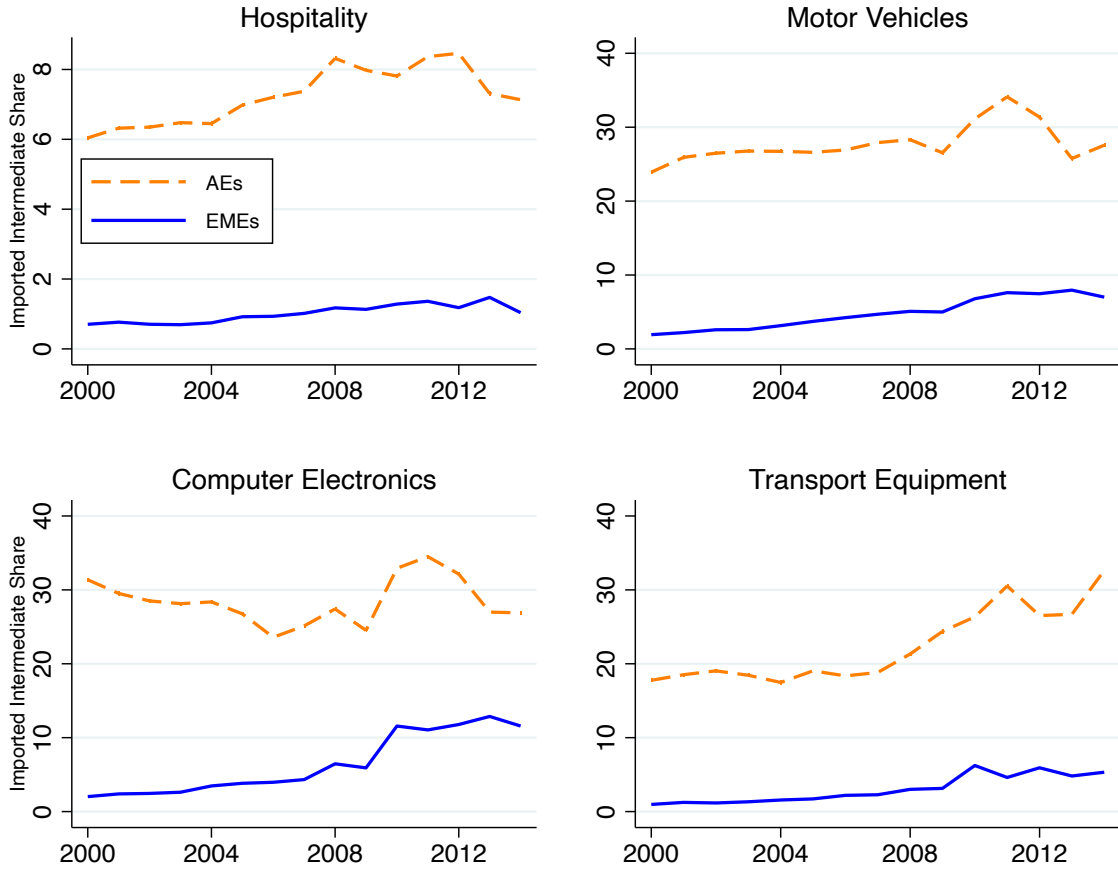 Hospitality
Imported Intermediate Share
8
6
4
2
0
AEs
EMEs
2000 2004 2008 2012
Motor Vehicles
40
30
20
10
0
2000 2004 2008 2012
Computer Electronics
Imported Intermediate Share
40
30
20
10
0
2000 2004 2008 2012
Transport Equipment
40
30
20
10
0
2000 2004 2008 2012